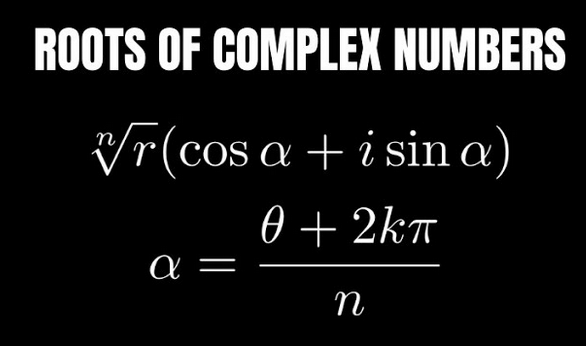 ROOTS OF COMPLEX NUMBERS
ⁿ√r(cos α + i sin α)
α = (θ + 2kπ)/n